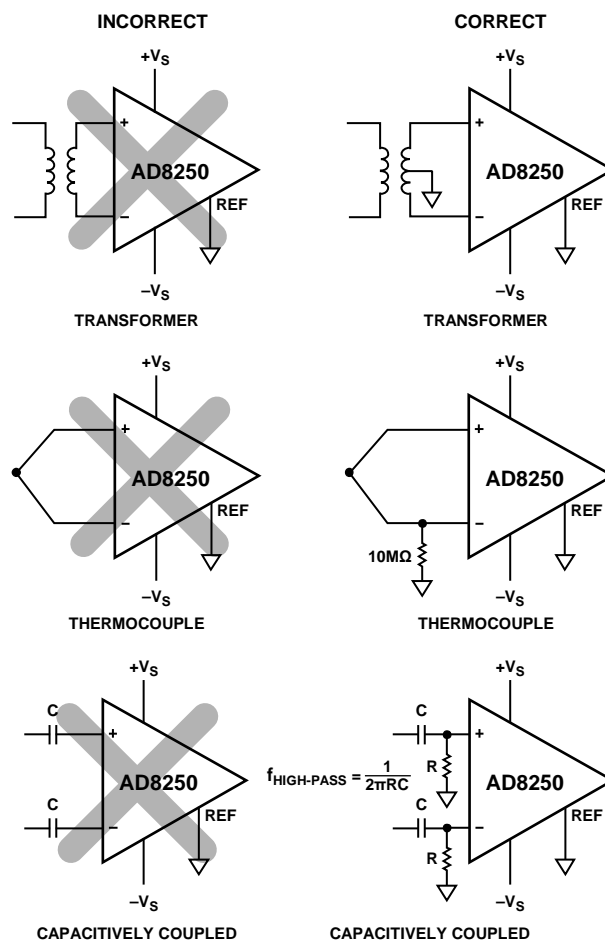 INCORRECT
CORRECT
+VS
+VS
+
AD8250
+
AD8250
−
REF
−
REF
−VS
−VS
TRANSFORMER
TRANSFORMER
+VS
+VS
+
AD8250
+
AD8250
−
REF
−
REF
10MΩ
−VS
−VS
THERMOCOUPLE
THERMOCOUPLE
+VS
+VS
C
C
+
+
AD8250
fHIGH-PASS = 1/2πRC
R
AD8250
C
C
−
REF
−
REF
R
−VS
−VS
CAPACITIVELY COUPLED
CAPACITIVELY COUPLED